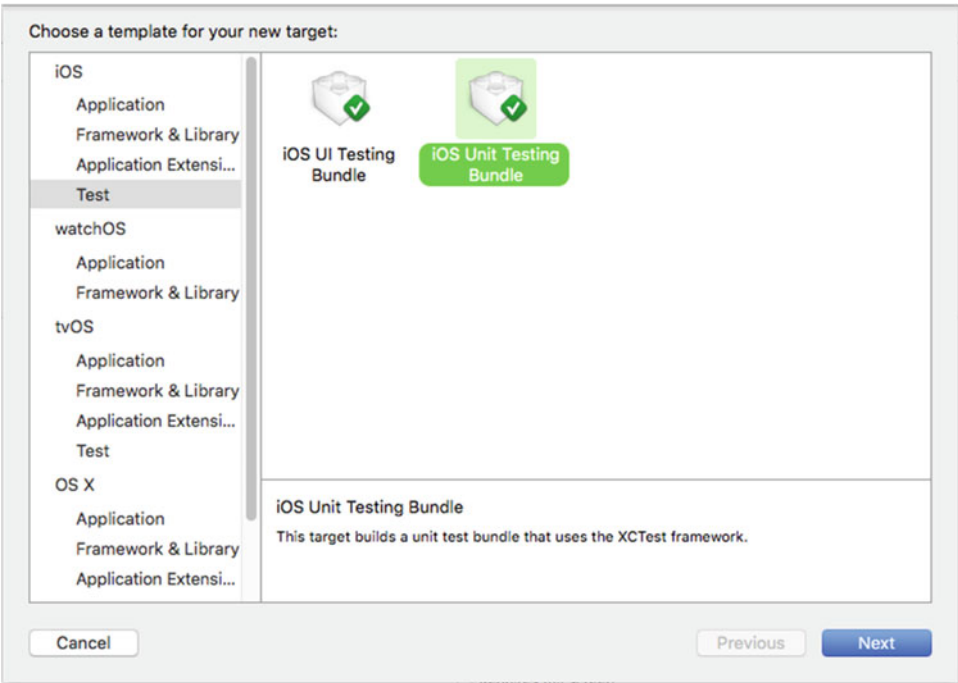 Choose a template for your new target:
iOS
Application
Framework & Library
Application Extensi...
Test
watchOS
Application
Framework & Library
tvOS
Application
Framework & Library
Application Extensi...
Test
OS X
Application
Framework & Library
Application Extensi...
iOS UI Testing
Bundle
iOS Unit Testing
Bundle
iOS Unit Testing Bundle
This target builds a unit test bundle that uses the XCTest framework.
Cancel
Previous
Next